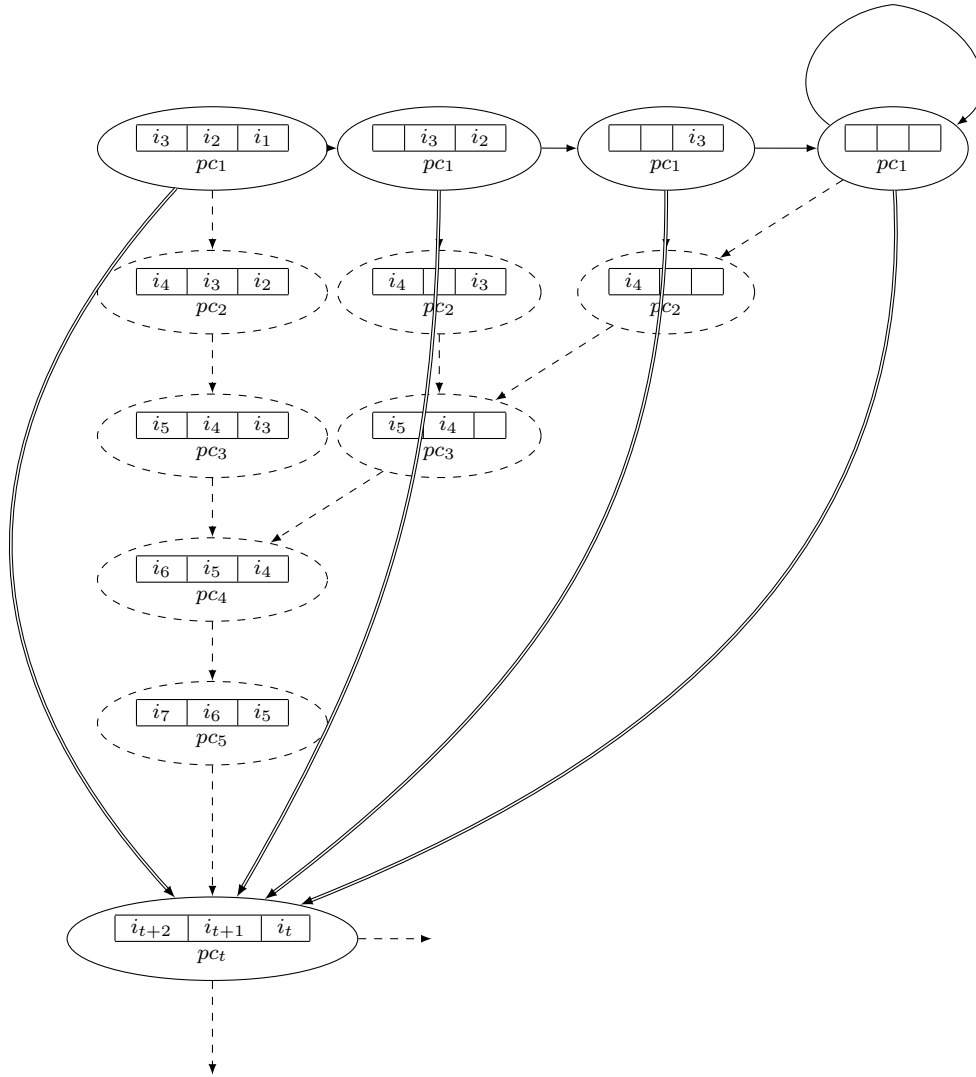 i₃ i₂ i₁
pc₁
i₃ i₂
pc₁
i₃
pc₁
pc₁
i₄ i₃ i₂
pc₂
i₄ i₃
pc₂
i₄
pc₂
i₅ i₄ i₃
pc₃
i₅ i₄
pc₃
i₆ i₅ i₄
pc₄
i₇ i₆ i₅
pc₅
iₜ₊₂ iₜ₊₁ iₜ
pcₜ